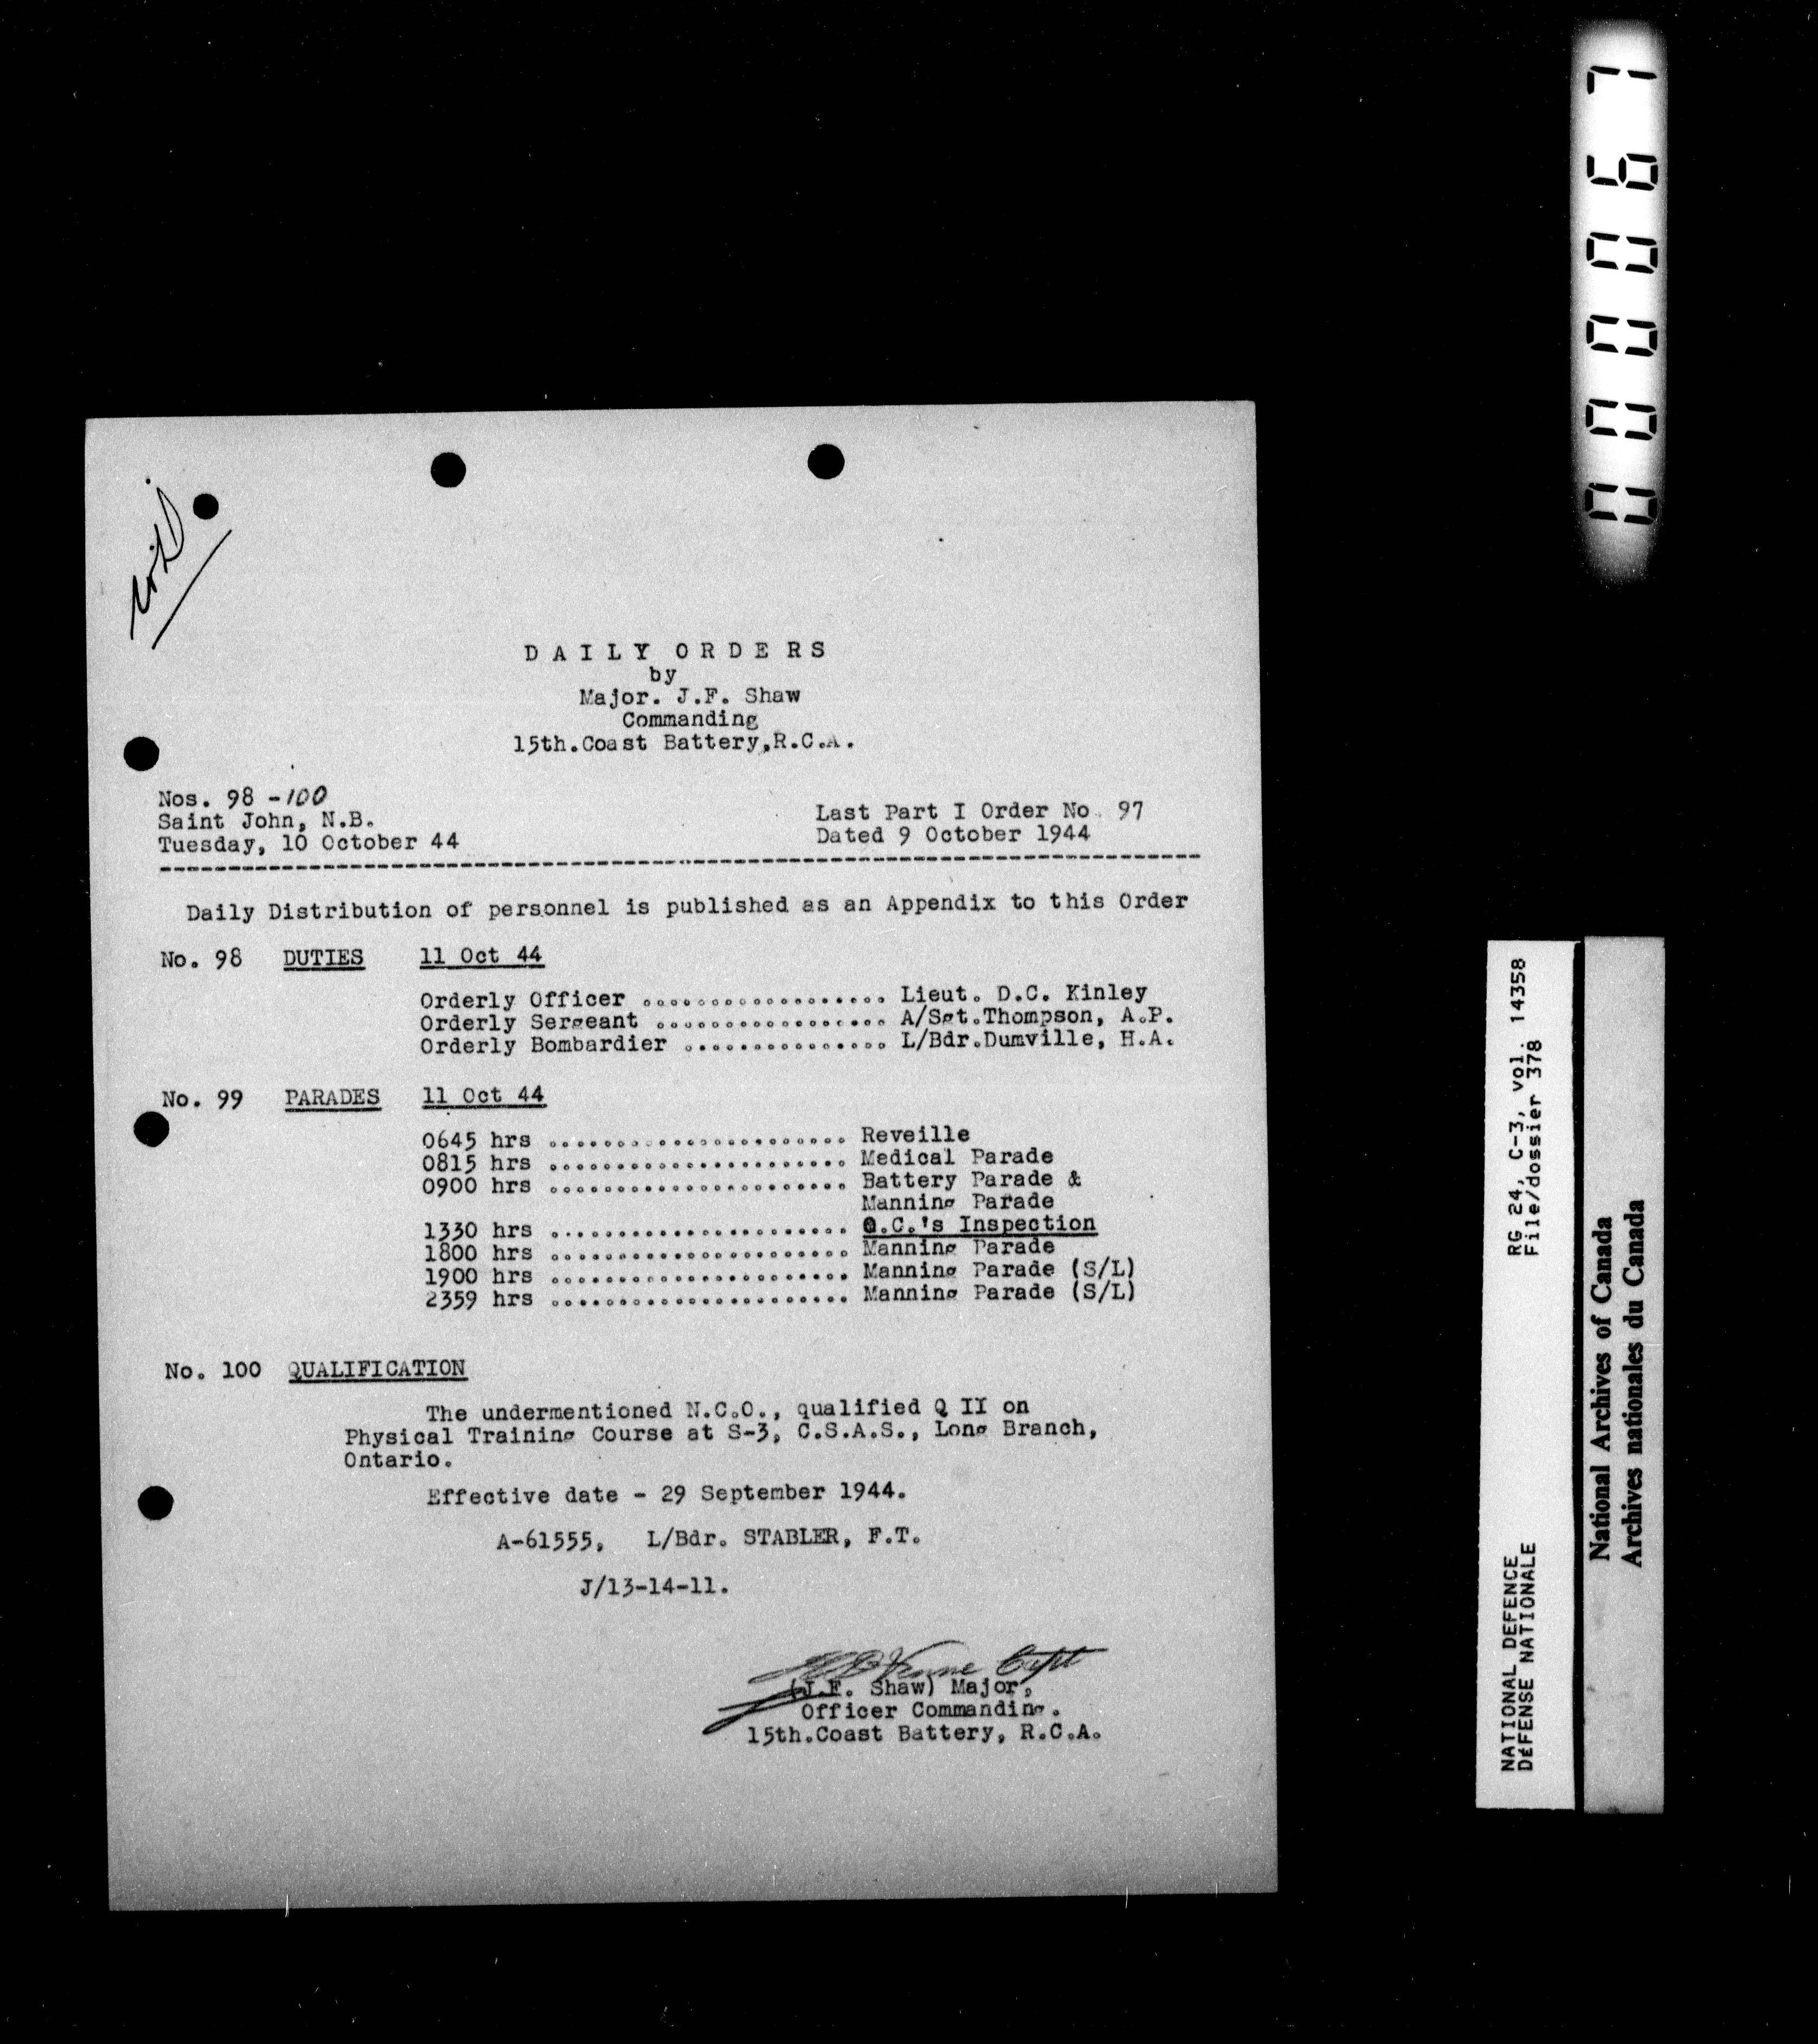 D A I L Y O R D E R S
by
Major. J.F. Shaw
Commanding
15th.Coast Battery,R.C.A.
Nos. 98 -100
Saint John, N.B.
Tuesday, 10 October 44
Last Part I Order No. 97
Dated 9 October 1944
Daily Distribution of personnel is published as an Appendix to this Order
No. 98 DUTIES 11 Oct 44
Orderly Officer .................. Lieut. D.C. Kinley
Orderly Sergeant ................. A/Sgt.Thompson, A.P.
Orderly Bombardier ............... L/Bdr.Dumville, H.A.
No. 99 PARADES 11 Oct 44
0645 hrs ...................... Reveille
0815 hrs ...................... Medical Parade
0900 hrs ...................... Battery Parade &
Manning Parade
1330 hrs ...................... O.C.'s Inspection
1800 hrs ...................... Manning Parade
1900 hrs ...................... Manning Parade (S/L)
2359 hrs ...................... Manning Parade (S/L)
No. 100 QUALIFICATION
The undermentioned N.C.O., qualified Q II on
Physical Training Course at S-3, C.S.A.S., Long Branch,
Ontario.
Effective date - 29 September 1944.
A-61555, L/Bdr. STABLER, F.T.
J/13-14-11.
Capt
(J.F. Shaw) Major,
Officer Commanding.
15th.Coast Battery, R.C.A.
000067
RG 24, C-3, vol. 14358
File/dossier 378
NATIONAL DEFENCE
DÉFENSE NATIONALE
National Archives of Canada
Archives nationales du Canada